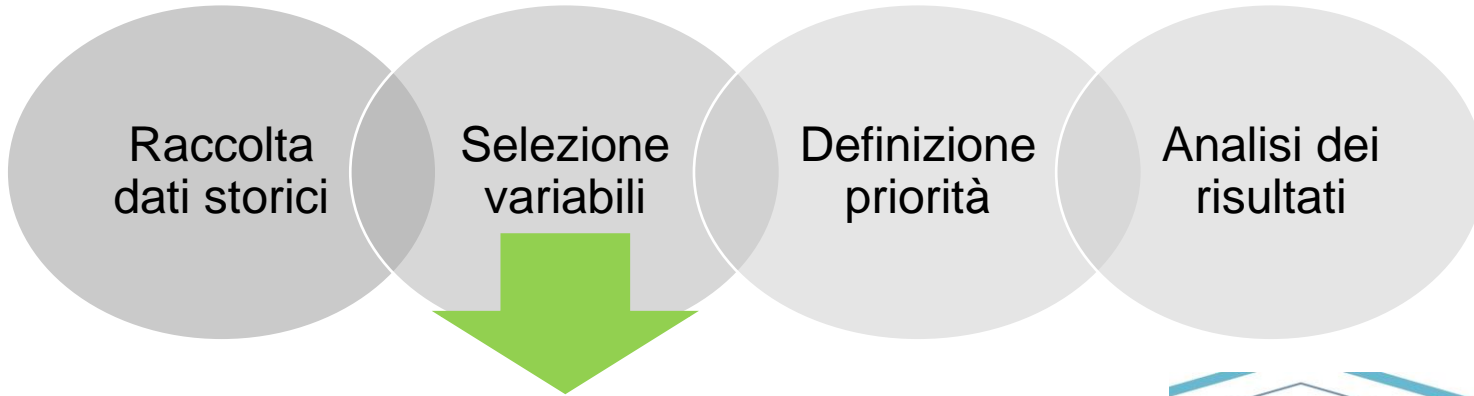 Raccolta
dati storici
Selezione
variabili
Definizione
priorità
Analisi dei
risultati